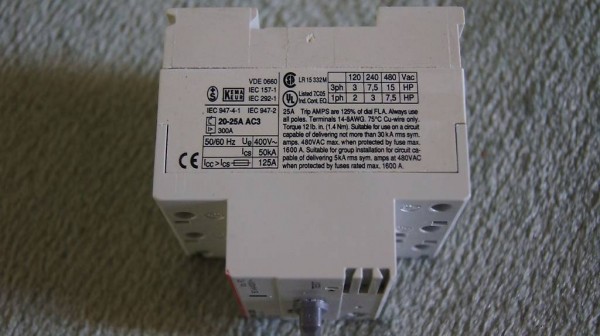 VDE 0660
IEC 157-1
IEC 292-1
KEMA
KEUR
IEC 947-4-1 IEC 947-2
20-25A AC3
300A
50/60 Hz Ue 400V~
Ics 50kA
Icc > Ics 125A
CE
LR 15 332 M
Listed 7C05
Ind. Cont. EQ.
120 240 480 Vac
3ph 3 7,5 15 HP
1ph 2 3 7,5 HP
25A Trip AMPS are 125% of dial FLA. Always use
all poles. Terminals 14-8AWG. 75°C Cu-wire only.
Torque 12 lb. in. (1.4 Nm). Suitable for use on a circuit
capable of delivering not more than 30 kA rms sym.
amps. 480VAC max. when protected by fuse max.
1600 A. Suitable for group installation for circuit ca-
pable of delivering 5kA rms sym. amps at 480VAC
when protected by fuses rated max. 1600 A.